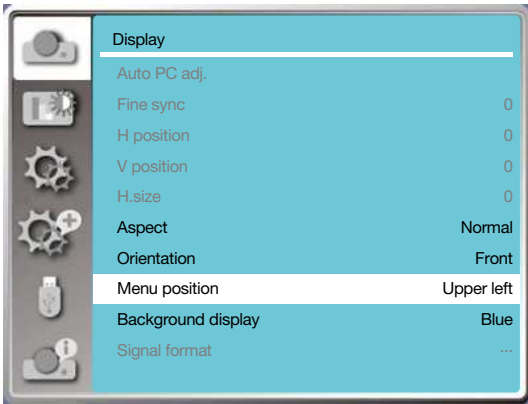 Display
Auto PC adj.
Fine sync 0
H position 0
V position 0
H.size 0
Aspect Normal
Orientation Front
Menu position Upper left
Background display Blue
Signal format ...